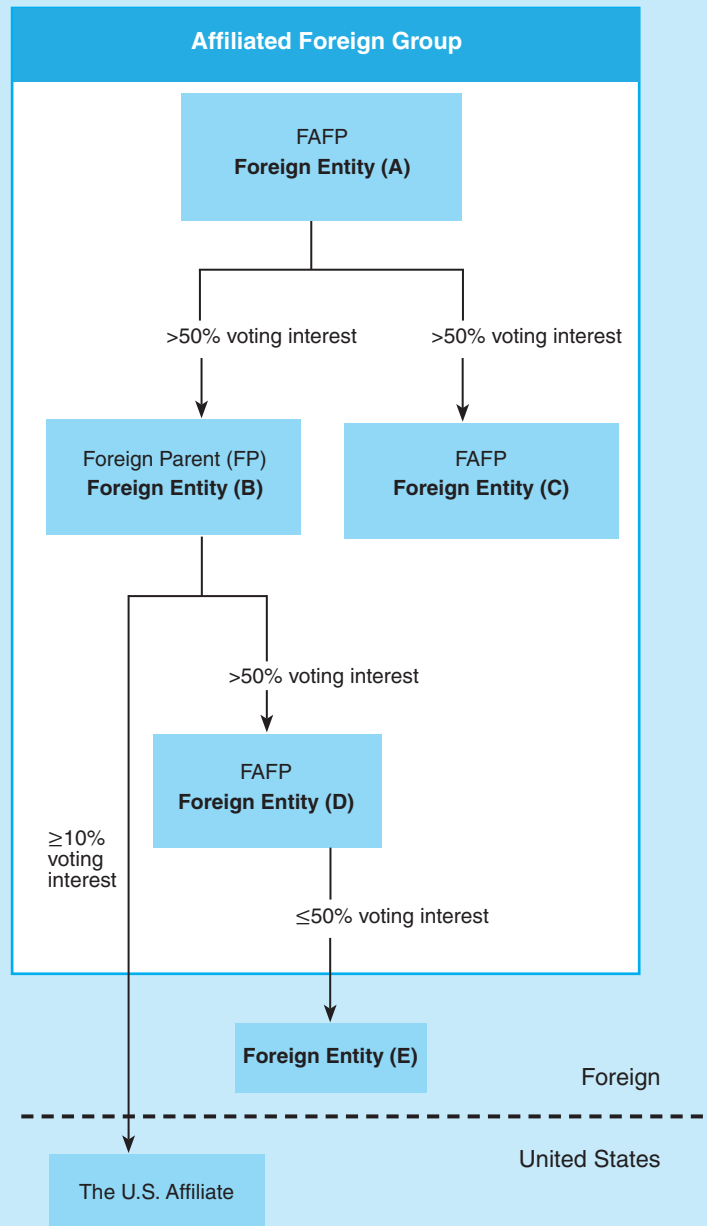 Affiliated Foreign Group
FAFP
Foreign Entity (A)
>50% voting interest
>50% voting interest
Foreign Parent (FP)
Foreign Entity (B)
FAFP
Foreign Entity (C)
>50% voting interest
FAFP
Foreign Entity (D)
≥10%
voting
interest
≤50% voting interest
Foreign Entity (E)
Foreign
United States
The U.S. Affiliate